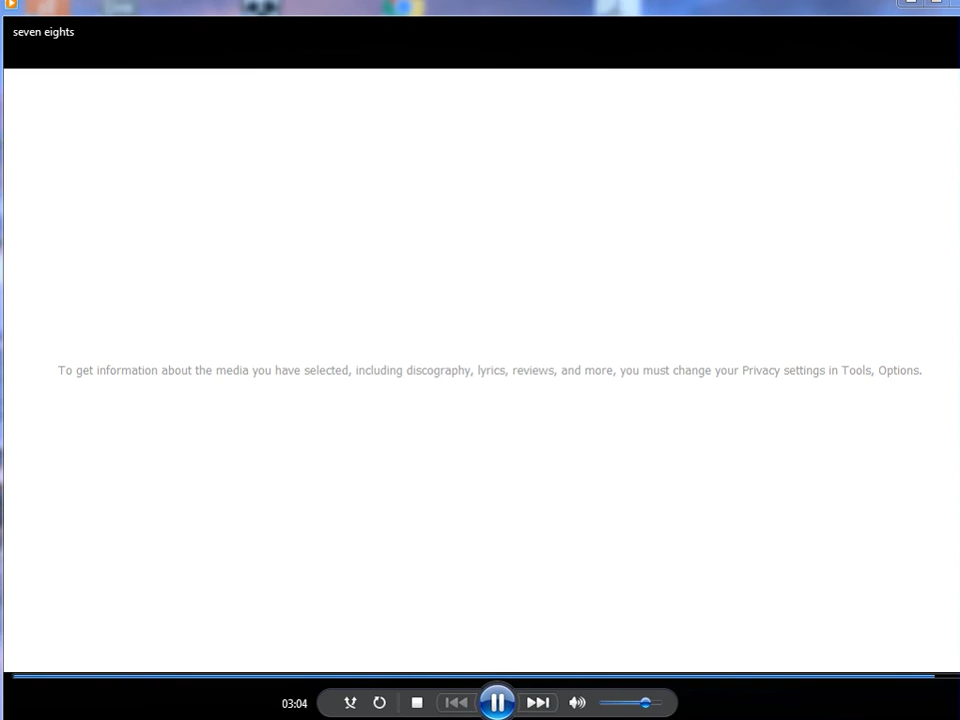 seven eights
To get information about the media you have selected, including discography, lyrics, reviews, and more, you must change your Privacy settings in Tools, Options.
03:04